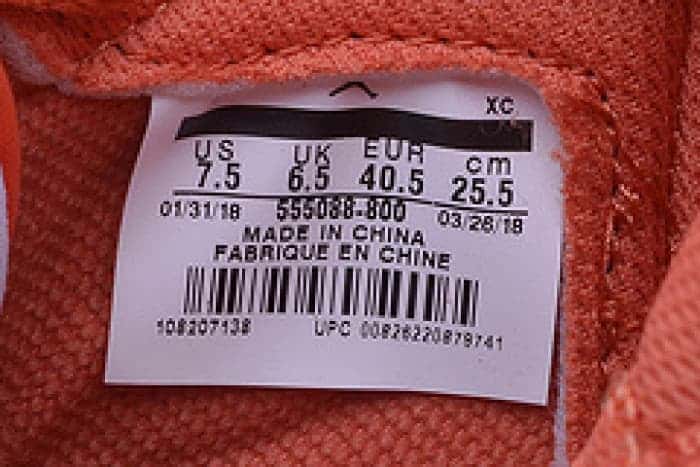 XC
US UK EUR cm
7.5 6.5 40.5 25.5
01/31/18 555088-800 03/28/18
MADE IN CHINA
FABRIQUE EN CHINE
108207138 UPC 00826220879741